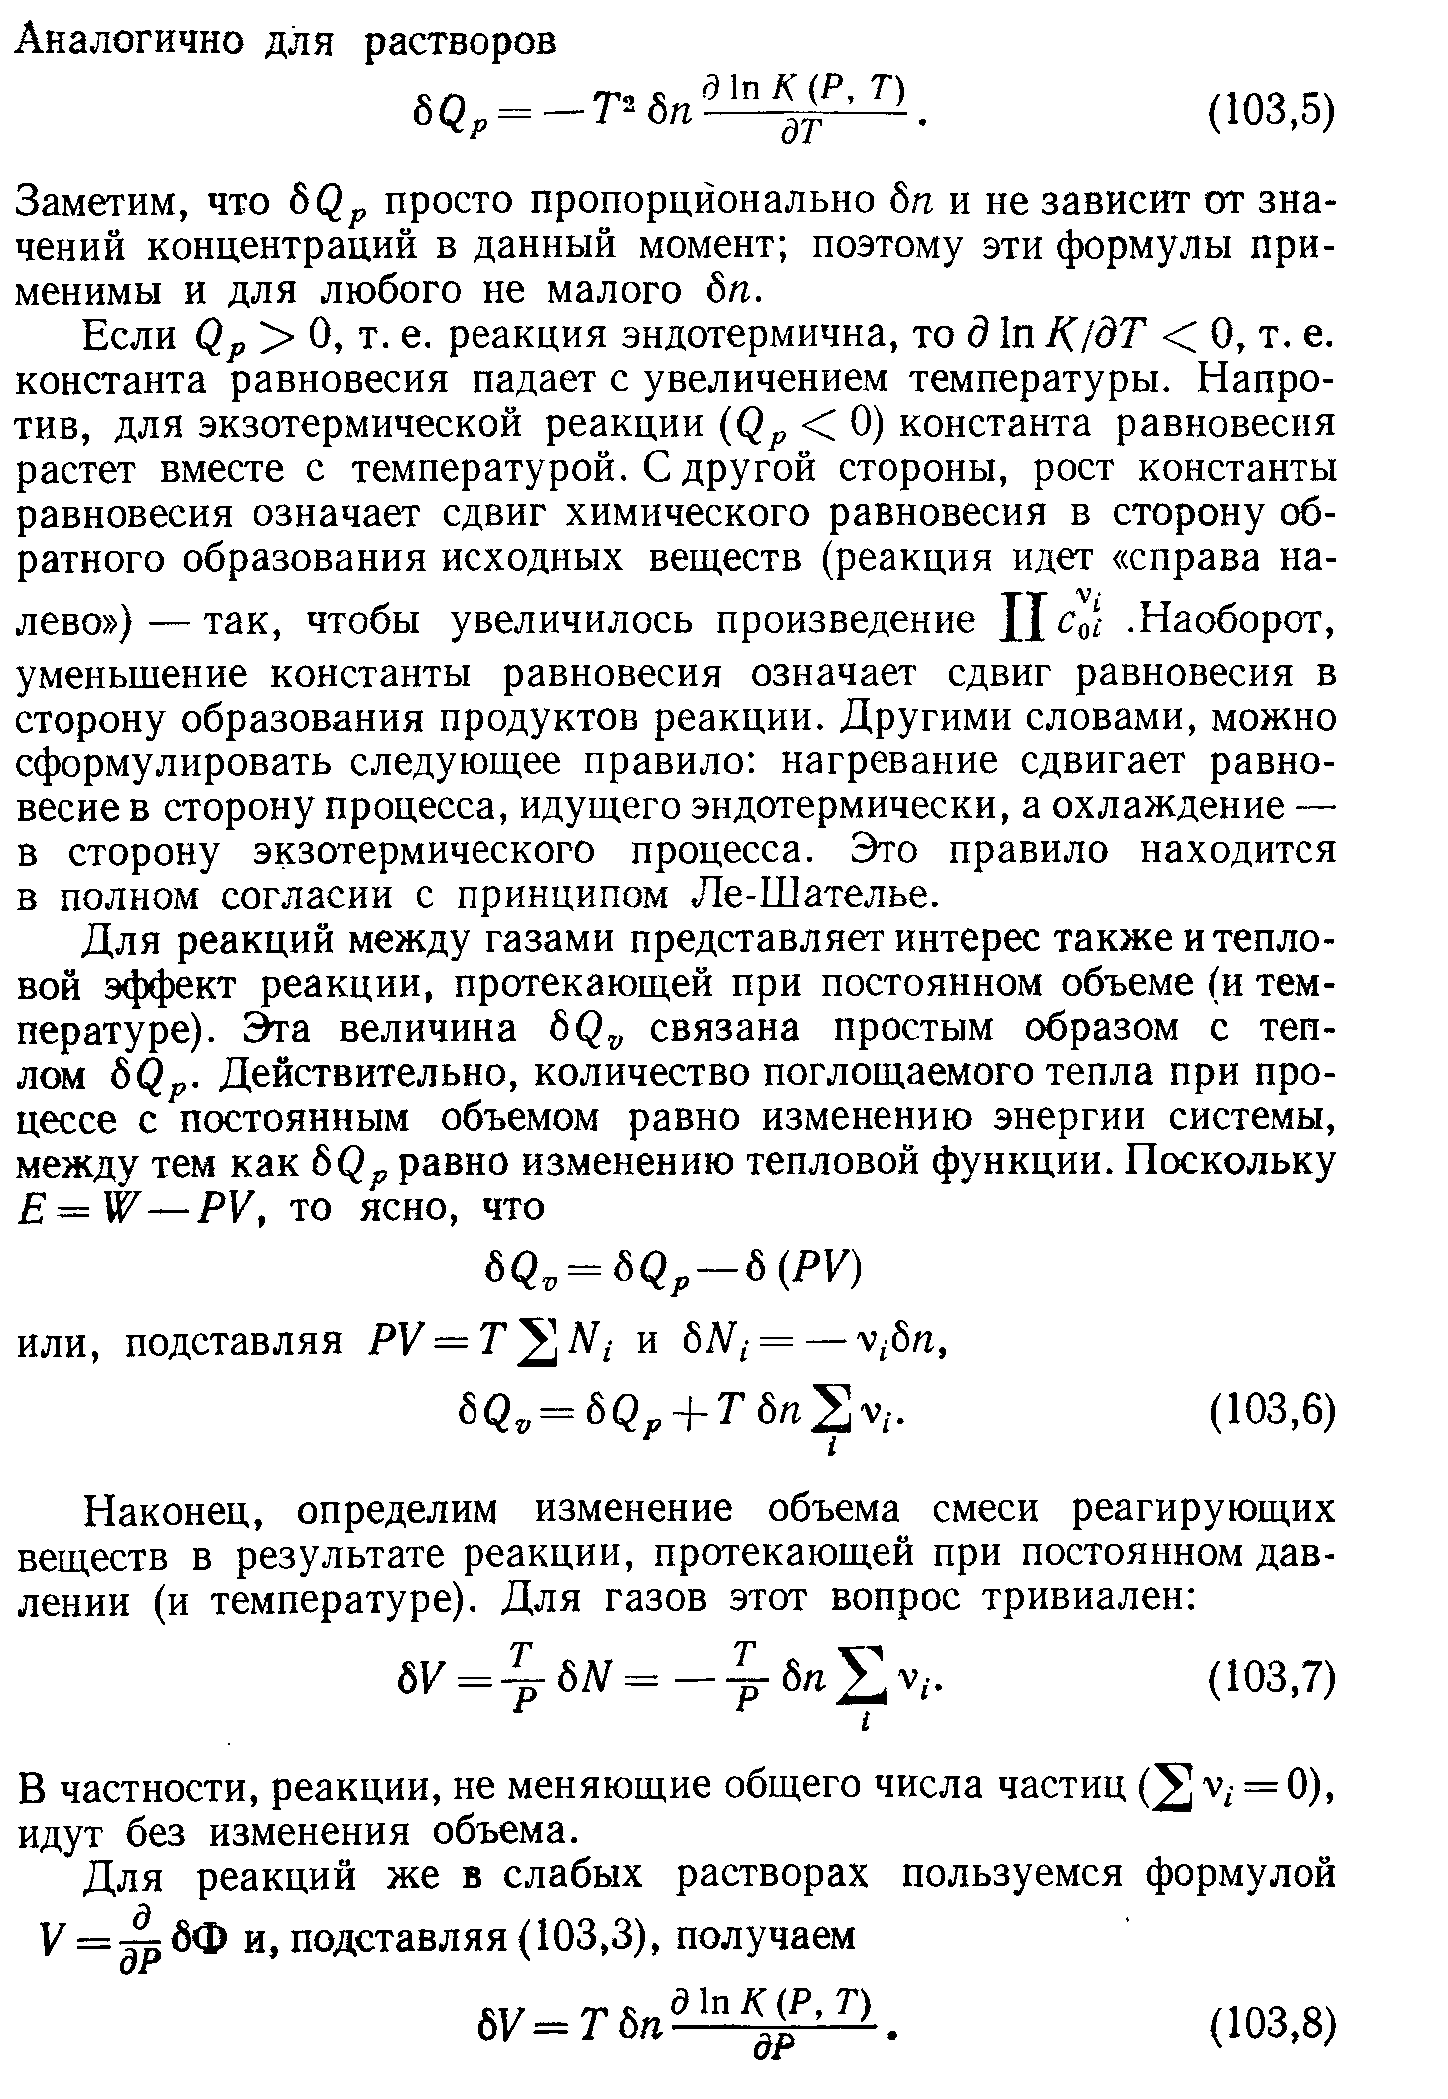 Аналогично для растворов
δQ_p = — T² δn ∂ ln K (P, T) / ∂T . (103,5)
Заметим, что δQ_p просто пропорционально δn и не зависит от зна-
чений концентраций в данный момент; поэтому эти формулы при-
менимы и для любого не малого δn.
Если Q_p > 0, т. е. реакция эндотермична, то ∂ ln K/∂T < 0, т. е.
константа равновесия падает с увеличением температуры. Напро-
тив, для экзотермической реакции (Q_p < 0) константа равновесия
растет вместе с температурой. С другой стороны, рост константы
равновесия означает сдвиг химического равновесия в сторону об-
ратного образования исходных веществ (реакция идет «справа на-
лево») — так, чтобы увеличилось произведение ∏ c_{0i}^{ν_i} . Наоборот,
уменьшение константы равновесия означает сдвиг равновесия в
сторону образования продуктов реакции. Другими словами, можно
сформулировать следующее правило: нагревание сдвигает равно-
весие в сторону процесса, идущего эндотермически, а охлаждение —
в сторону экзотермического процесса. Это правило находится
в полном согласии с принципом Ле-Шателье.
Для реакций между газами представляет интерес также и тепло-
вой эффект реакции, протекающей при постоянном объеме (и тем-
пературе). Эта величина δQ_v связана простым образом с теп-
лом δQ_p. Действительно, количество поглощаемого тепла при про-
цессе с постоянным объемом равно изменению энергии системы,
между тем как δQ_p равно изменению тепловой функции. Поскольку
E = W — PV, то ясно, что
δQ_v = δQ_p — δ (PV)
или, подставляя PV = T ∑ N_i и δN_i = — ν_i δn,
δQ_v = δQ_p + T δn ∑_i ν_i. (103,6)
Наконец, определим изменение объема смеси реагирующих
веществ в результате реакции, протекающей при постоянном дав-
лении (и температуре). Для газов этот вопрос тривиален:
δV = T/P δN = — T/P δn ∑_i ν_i. (103,7)
В частности, реакции, не меняющие общего числа частиц (∑ ν_i = 0),
идут без изменения объема.
Для реакций же в слабых растворах пользуемся формулой
V = ∂/∂P δΦ и, подставляя (103,3), получаем
δV = T δn ∂ ln K (P, T) / ∂P . (103,8)